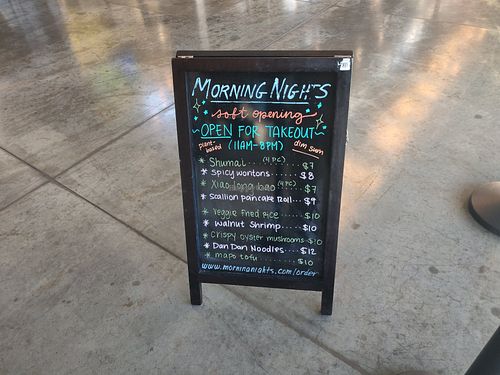 MORNING NIGHTS
soft opening
OPEN FOR TAKEOUT
plant-based (11AM-8PM) dim sum
* Shumai (4 PC) $7
* Spicy wontons $8
* Xiao long bao (4 PC) $7
* Scallion pancake Roll $9
* Veggie Fried Rice $10
* Walnut Shrimp $10
* Crispy oyster mushrooms $10
* Dan Dan Noodles $12
* mapo tofu
www.morningnights.com/order